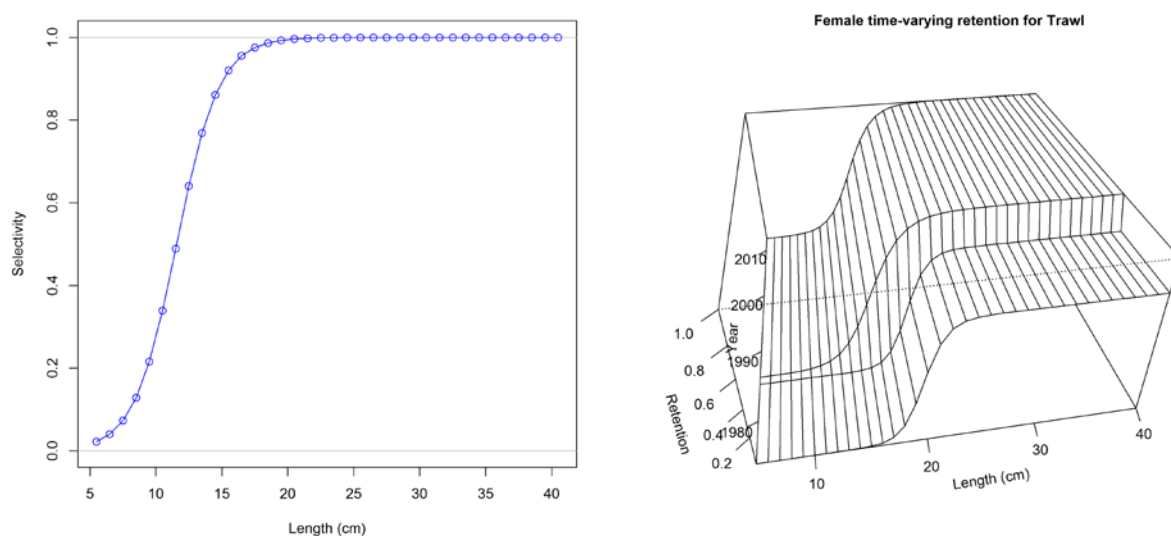 Selectivity
1.0
0.8
0.6
0.4
0.2
0.0
5 10 15 20 25 30 35 40
Length (cm)
Female time-varying retention for Trawl
2010
2000
1990
1980
Year
1.0
0.8
0.6
0.4
0.2
Retention
10 20 30 40
Length (cm)